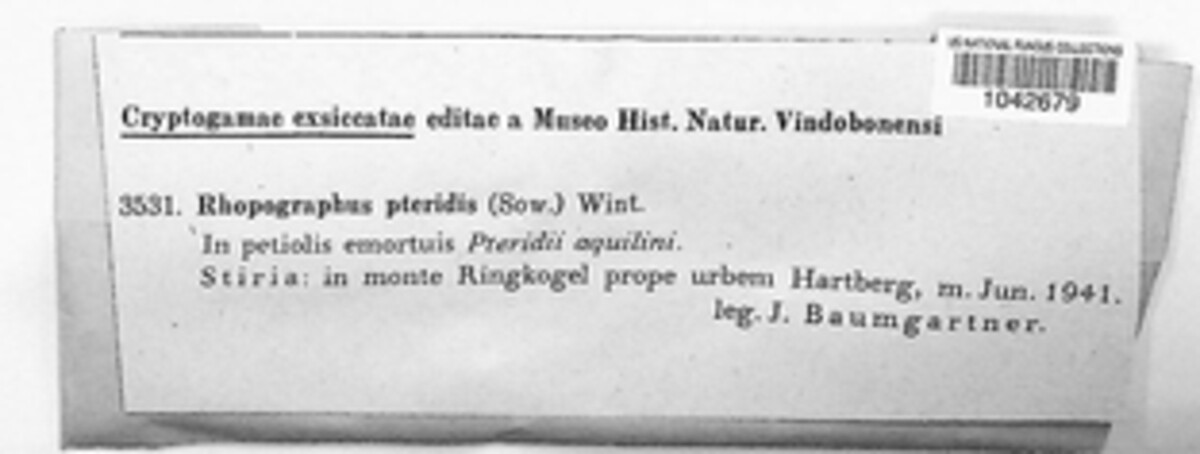 US NATIONAL FUNGUS COLLECTIONS
1042679
Cryptogamae exsiccatae editae a Museo Hist. Natur. Vindobonensi
3531. Rhopographus pteridis (Sow.) Wint.
In petiolis emortuis Pteridii aquilini.
Stiria: in monte Ringkogel prope urbem Hartberg, m. Jun. 1941.
leg. J. Baumgartner.